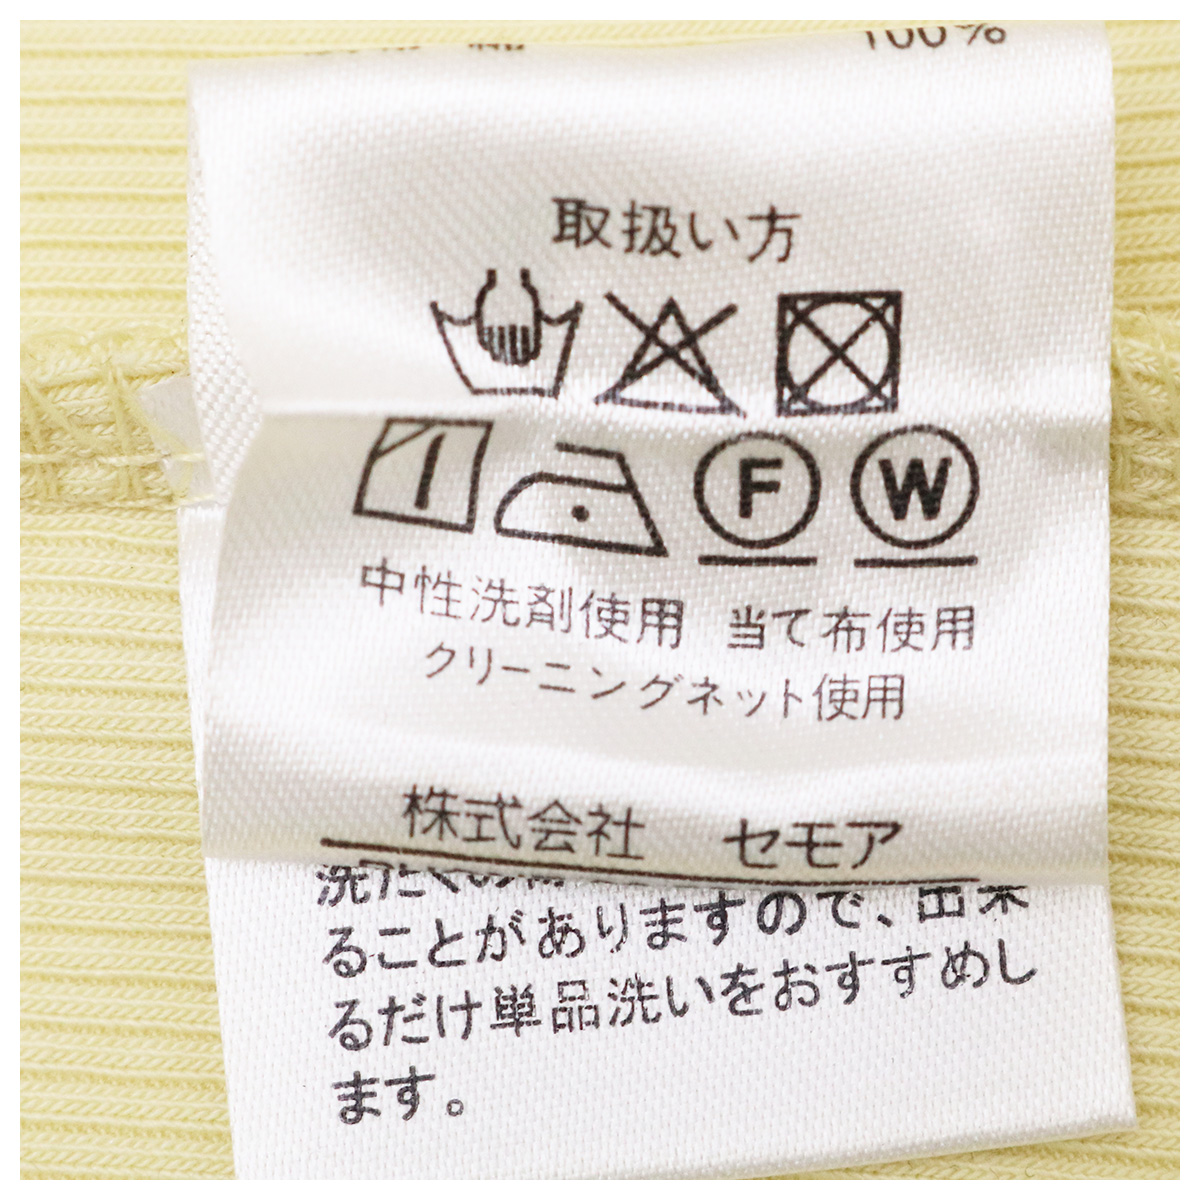 100%
取扱い方
F W
中性洗剤使用 当て布使用
クリーニングネット使用
株式会社 セモア
ることがありますので、出来
るだけ単品洗いをおすすめし
ます。